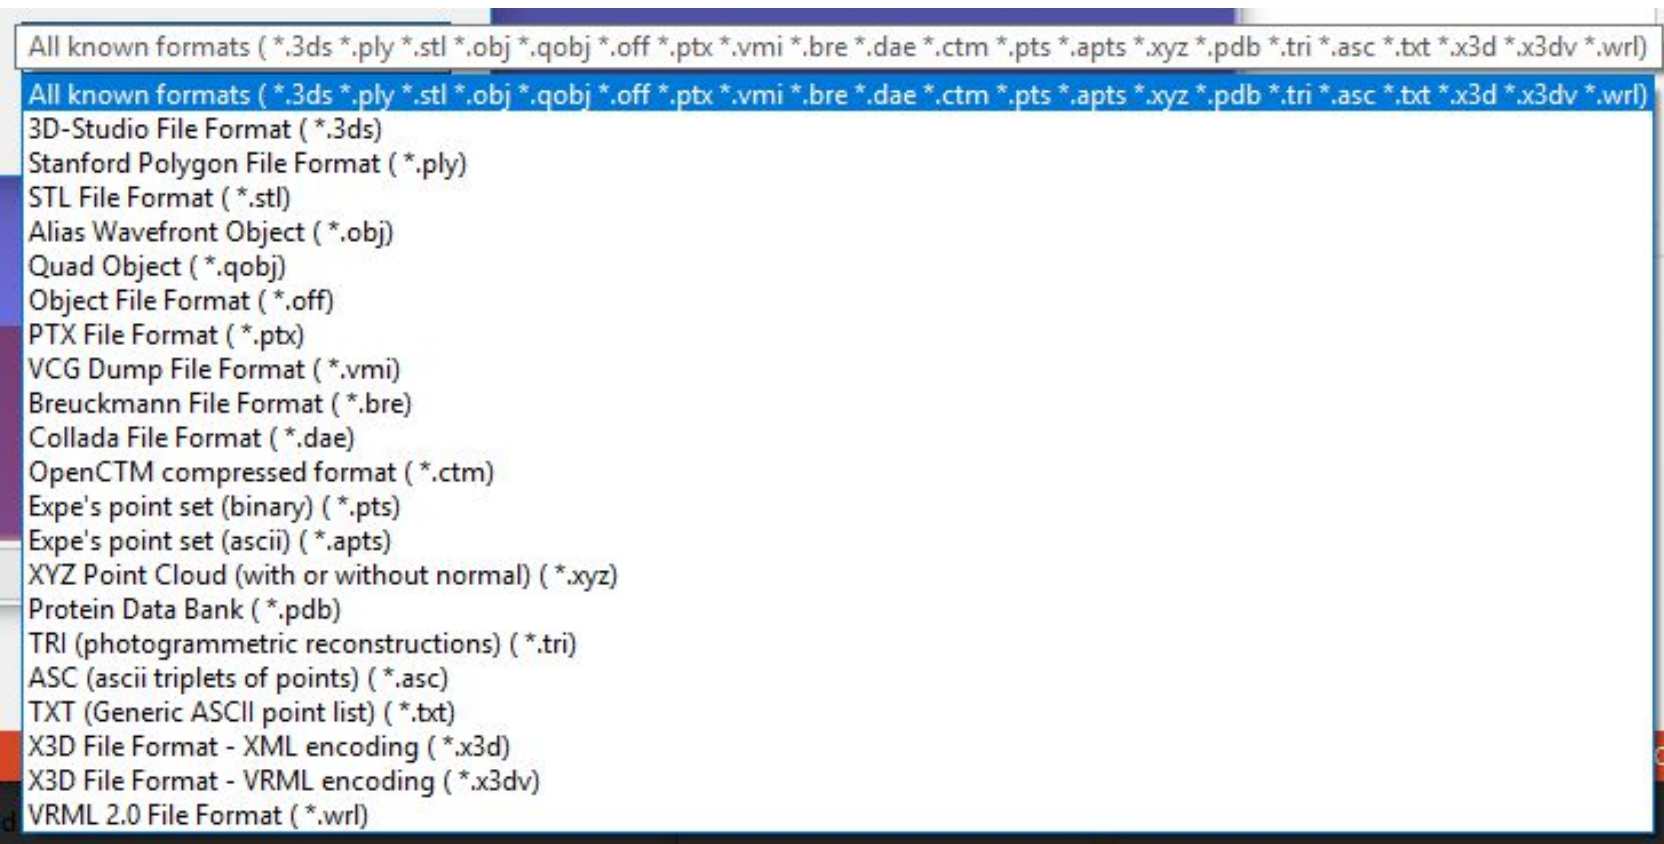 All known formats ( *.3ds *.ply *.stl *.obj *.qobj *.off *.ptx *.vmi *.bre *.dae *.ctm *.pts *.apts *.xyz *.pdb *.tri *.asc *.txt *.x3d *.x3dv *.wrl)
All known formats ( *.3ds *.ply *.stl *.obj *.qobj *.off *.ptx *.vmi *.bre *.dae *.ctm *.pts *.apts *.xyz *.pdb *.tri *.asc *.txt *.x3d *.x3dv *.wrl)
3D-Studio File Format ( *.3ds)
Stanford Polygon File Format ( *.ply)
STL File Format ( *.stl)
Alias Wavefront Object ( *.obj)
Quad Object ( *.qobj)
Object File Format ( *.off)
PTX File Format ( *.ptx)
VCG Dump File Format ( *.vmi)
Breuckmann File Format ( *.bre)
Collada File Format ( *.dae)
OpenCTM compressed format ( *.ctm)
Expe's point set (binary) ( *.pts)
Expe's point set (ascii) ( *.apts)
XYZ Point Cloud (with or without normal) ( *.xyz)
Protein Data Bank ( *.pdb)
TRI (photogrammetric reconstructions) ( *.tri)
ASC (ascii triplets of points) ( *.asc)
TXT (Generic ASCII point list) ( *.txt)
X3D File Format - XML encoding ( *.x3d)
X3D File Format - VRML encoding ( *.x3dv)
VRML 2.0 File Format ( *.wrl)